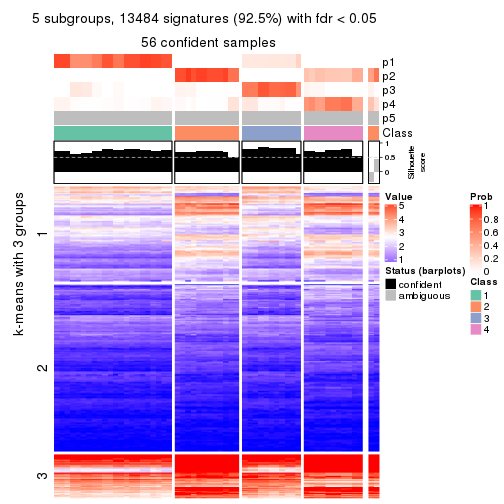 5 subgroups, 13484 signatures (92.5%) with fdr < 0.05
56 confident samples
p1
p2
p3
p4
p5
Class
1
0.5
0
Silhouette
score
k-means with 3 groups
1
2
3
Value
5
4
3
2
1
Status (barplots)
confident
ambiguous
Prob
1
0.8
0.6
0.4
0.2
0
Class
1
2
3
4